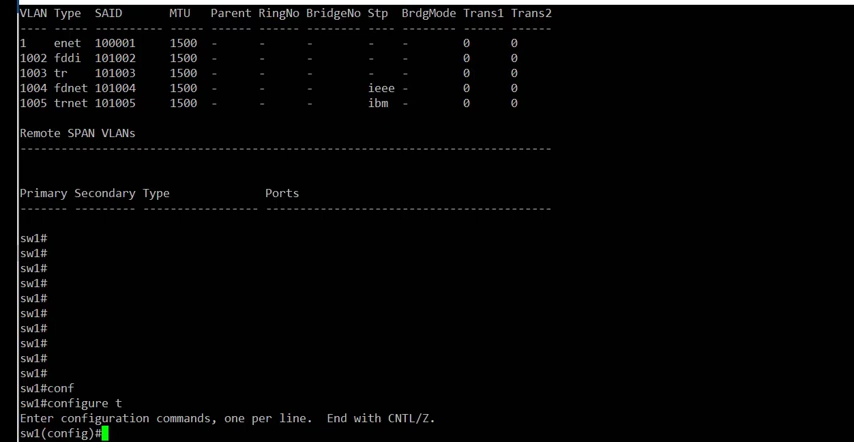 VLAN Type  SAID       MTU   Parent RingNo BridgeNo Stp  BrdgMode Trans1 Trans2
---- ----- ---------- ----- ------ ------ -------- ---- -------- ------ ------
1    enet  100001     1500  -      -      -        -    -        0      0
1002 fddi  101002     1500  -      -      -        -    -        0      0
1003 tr    101003     1500  -      -      -        -    -        0      0
1004 fdnet 101004     1500  -      -      -        ieee -        0      0
1005 trnet 101005     1500  -      -      -        ibm  -        0      0
Remote SPAN VLANs
------------------------------------------------------------------------------
Primary Secondary Type              Ports
------- --------- ----------------- ------------------------------------------
sw1#
sw1#
sw1#
sw1#
sw1#
sw1#
sw1#
sw1#
sw1#
sw1#
sw1#conf
sw1#configure t
Enter configuration commands, one per line.  End with CNTL/Z.
sw1(config)#